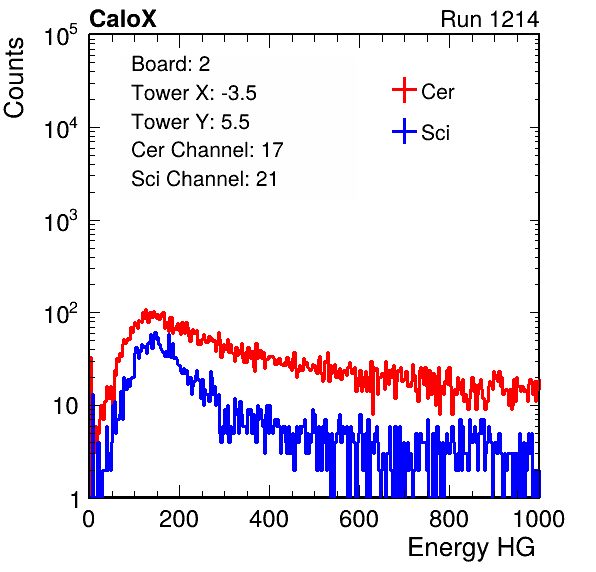 CaloX Run 1214
Counts
10^5
10^4
10^3
10^2
10
1
Board: 2
Tower X: -3.5
Tower Y: 5.5
Cer Channel: 17
Sci Channel: 21
Cer
Sci
0 200 400 600 800 1000
Energy HG